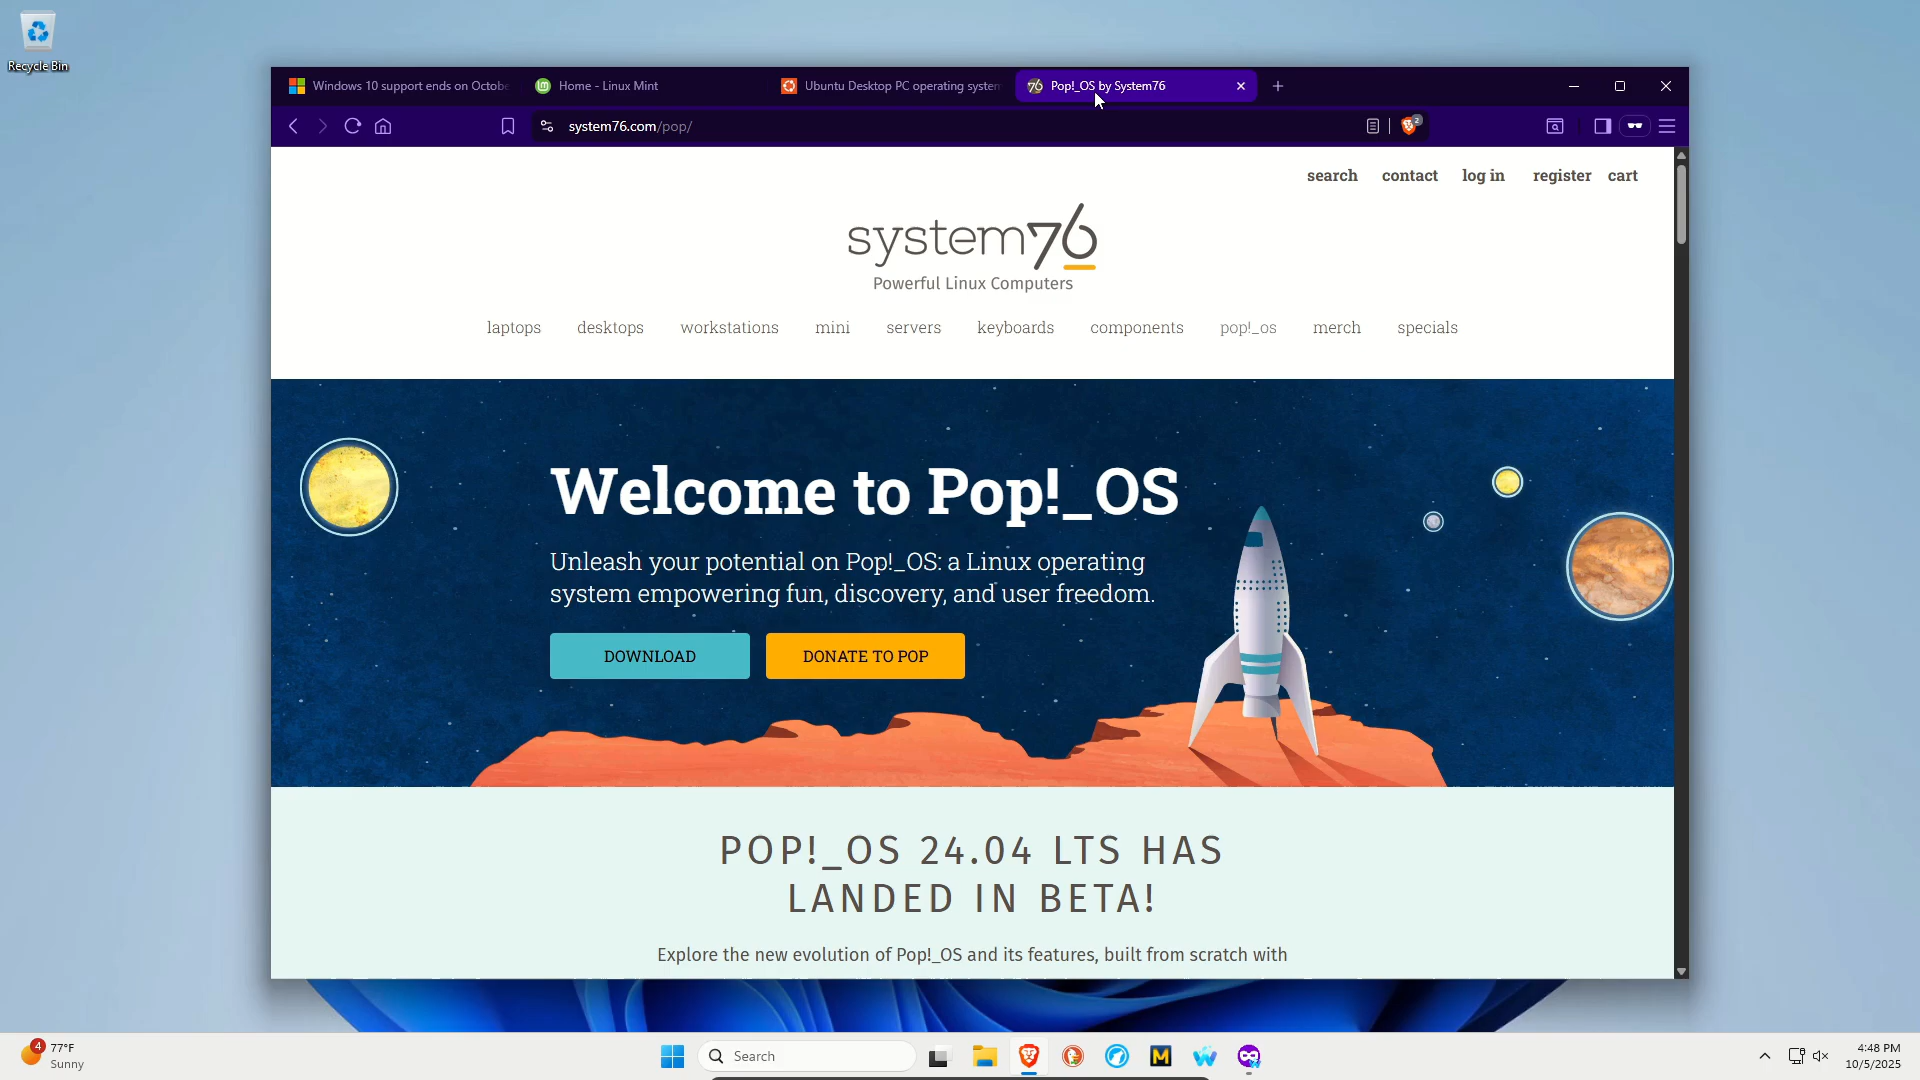 Recycle Bin
Windows 10 support ends on Octobe
Home - Linux Mint
Ubuntu Desktop PC operating system
76 Pop!_OS by System76
system76.com/pop/
2
search contact log in register cart
system76
Powerful Linux Computers
laptops desktops workstations mini servers keyboards components pop!_os merch specials
Welcome to Pop!_OS
Unleash your potential on Pop!_OS: a Linux operating
system empowering fun, discovery, and user freedom.
DOWNLOAD DONATE TO POP
POP!_OS 24.04 LTS HAS
LANDED IN BETA!
Explore the new evolution of Pop!_OS and its features, built from scratch with
4
77°F
Sunny
Search
M
4:48 PM
10/5/2025